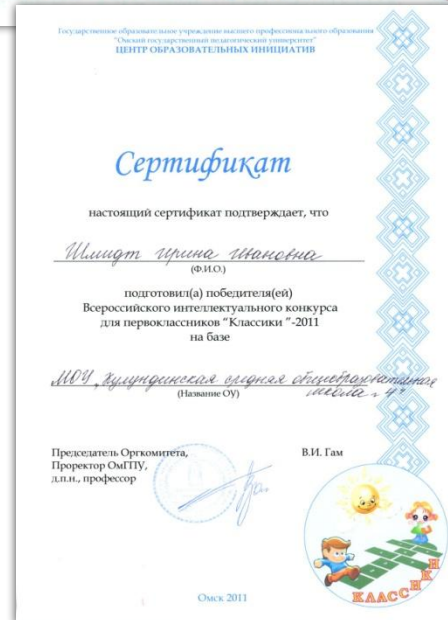 Государственное образовательное учреждение высшего профессионального образования
"Омский государственный педагогический университет"
ЦЕНТР ОБРАЗОВАТЕЛЬНЫХ ИНИЦИАТИВ
Сертификат
настоящий сертификат подтверждает, что
Шмидт Ирина Ивановна
(Ф.И.О.)
подготовил(а) победителя(ей)
Всероссийского интеллектуального конкурса
для первоклассников "Классики "-2011
на базе
МОУ "Кулундинская средняя общеобразовательная
школа №4"
(Название ОУ)
Председатель Оргкомитета,
Проректор ОмГПУ,
д.п.н., профессор
В.И. Гам
КЛАССИКИ
Омск 2011